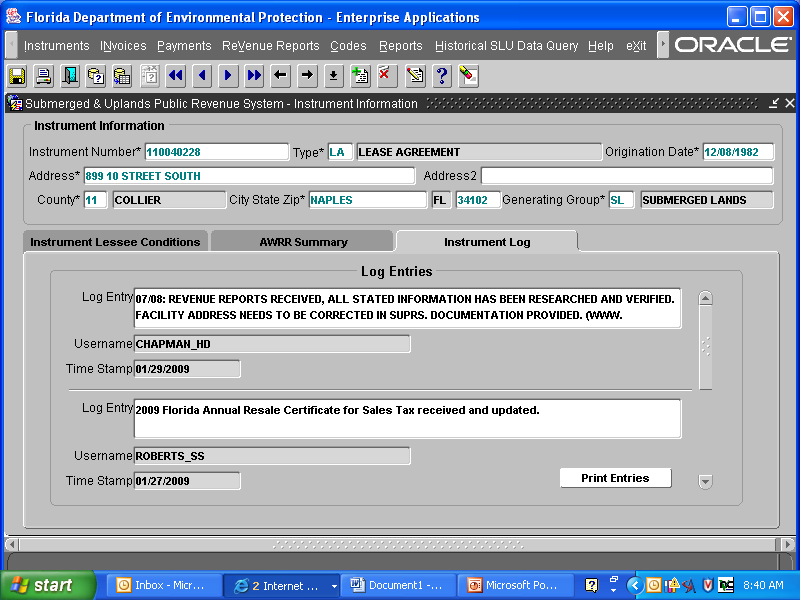 Florida Department of Environmental Protection - Enterprise Applications
Instruments INvoices Payments ReVenue Reports Codes Reports Historical SLU Data Query Help eXit ORACLE
Submerged & Uplands Public Revenue System - Instrument Information
Instrument Information
Instrument Number* 110040228 Type* LA LEASE AGREEMENT Origination Date* 12/08/1982
Address* 899 10 STREET SOUTH Address2
County* 11 COLLIER City State Zip* NAPLES FL 34102 Generating Group* SL SUBMERGED LANDS
Instrument Lessee Conditions AWRR Summary Instrument Log
Log Entries
Log Entry 07/08: REVENUE REPORTS RECEIVED, ALL STATED INFORMATION HAS BEEN RESEARCHED AND VERIFIED.
FACILITY ADDRESS NEEDS TO BE CORRECTED IN SUPRS. DOCUMENTATION PROVIDED. (WWW.
Username CHAPMAN_HD
Time Stamp 01/29/2009
Log Entry 2009 Florida Annual Resale Certificate for Sales Tax received and updated.
Username ROBERTS_SS
Time Stamp 01/27/2009
Print Entries
start Inbox - Micr... 2 Internet ... Document1 -... Microsoft Po... 8:40 AM